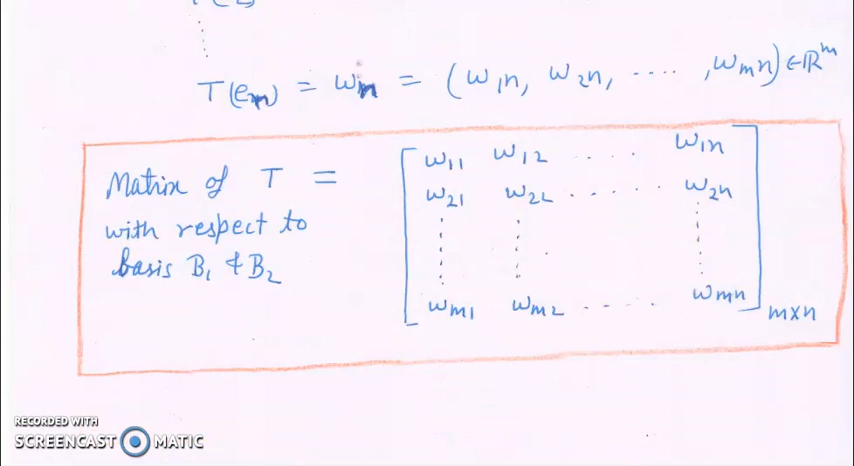 T(en) = wn = (w1n, w2n, ...., wmn) ∈ ℝ^m
Matrix of T =
with respect to
basis B1 & B2
w11 w12 .... w1n
w21 w22 ...... w2n
wm1 wm2 ..... wmn
m×n
RECORDED WITH
SCREENCAST MATIC